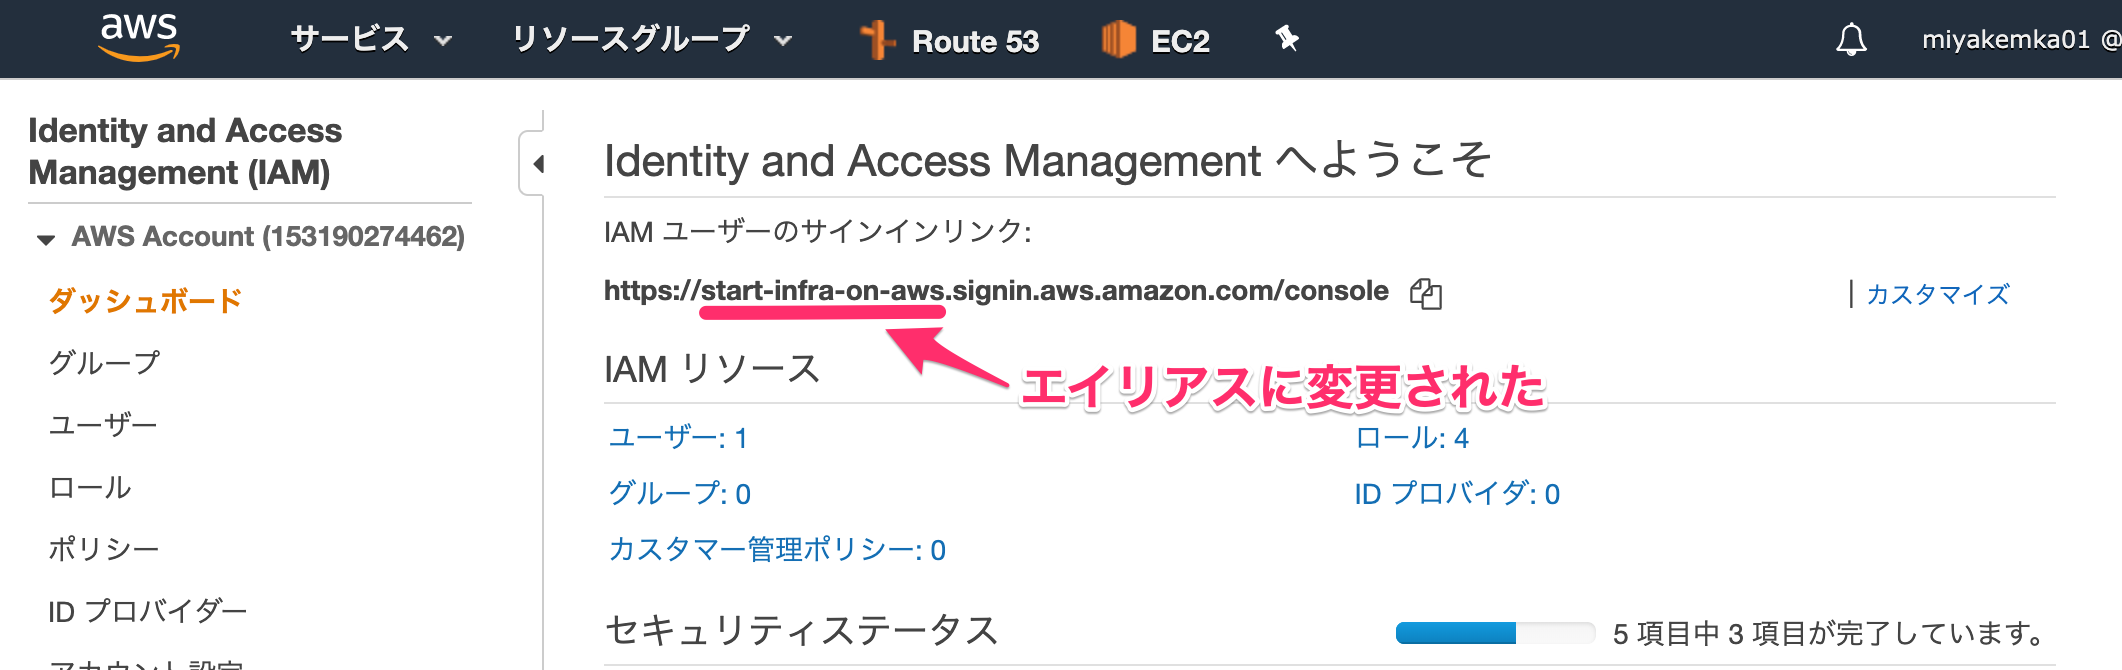 aws サービス リソースグループ Route 53 EC2 miyakemka01 @
Identity and Access
Management (IAM)
AWS Account (153190274462)
ダッシュボード
グループ
ユーザー
ロール
ポリシー
ID プロバイダー
アカウント設定
Identity and Access Management へようこそ
IAM ユーザーのサインインリンク:
https://start-infra-on-aws.signin.aws.amazon.com/console
カスタマイズ
エイリアスに変更された
IAM リソース
ユーザー: 1
ロール: 4
グループ: 0
ID プロバイダ: 0
カスタマー管理ポリシー: 0
セキュリティステータス
5 項目中 3 項目が完了しています。